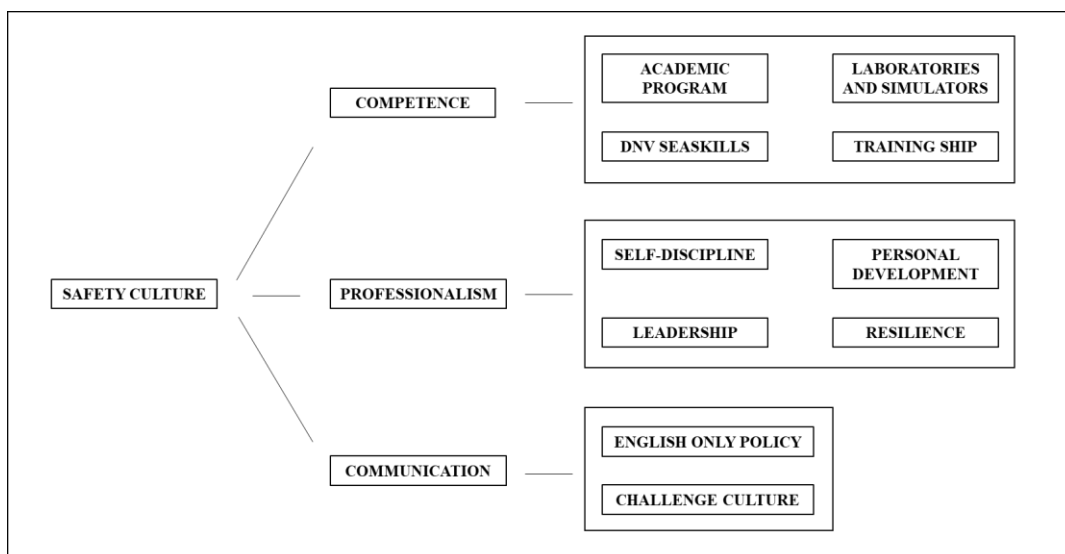 SAFETY CULTURE
COMPETENCE
ACADEMIC
PROGRAM
LABORATORIES
AND SIMULATORS
DNV SEASKILLS
TRAINING SHIP
PROFESSIONALISM
SELF-DISCIPLINE
PERSONAL
DEVELOPMENT
LEADERSHIP
RESILIENCE
COMMUNICATION
ENGLISH ONLY POLICY
CHALLENGE CULTURE